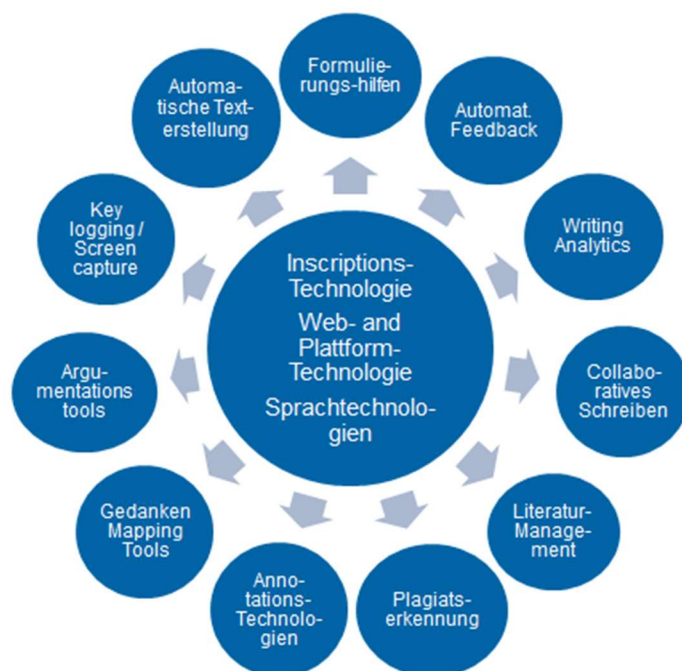 Formulie-
rungs-hilfen
Automat.
Feedback
Writing
Analytics
Collabo-
ratives
Schreiben
Literatur-
Manage-
ment
Plagiats-
erkennung
Anno-
tations-
Technolo-
gien
Gedanken
Mapping
Tools
Argu-
mentations
tools
Key
logging /
Screen
capture
Automa-
tische Text-
erstellung
Inscriptions-
Technologie
Web- and
Plattform-
Technologie
Sprachtechnolo-
gien